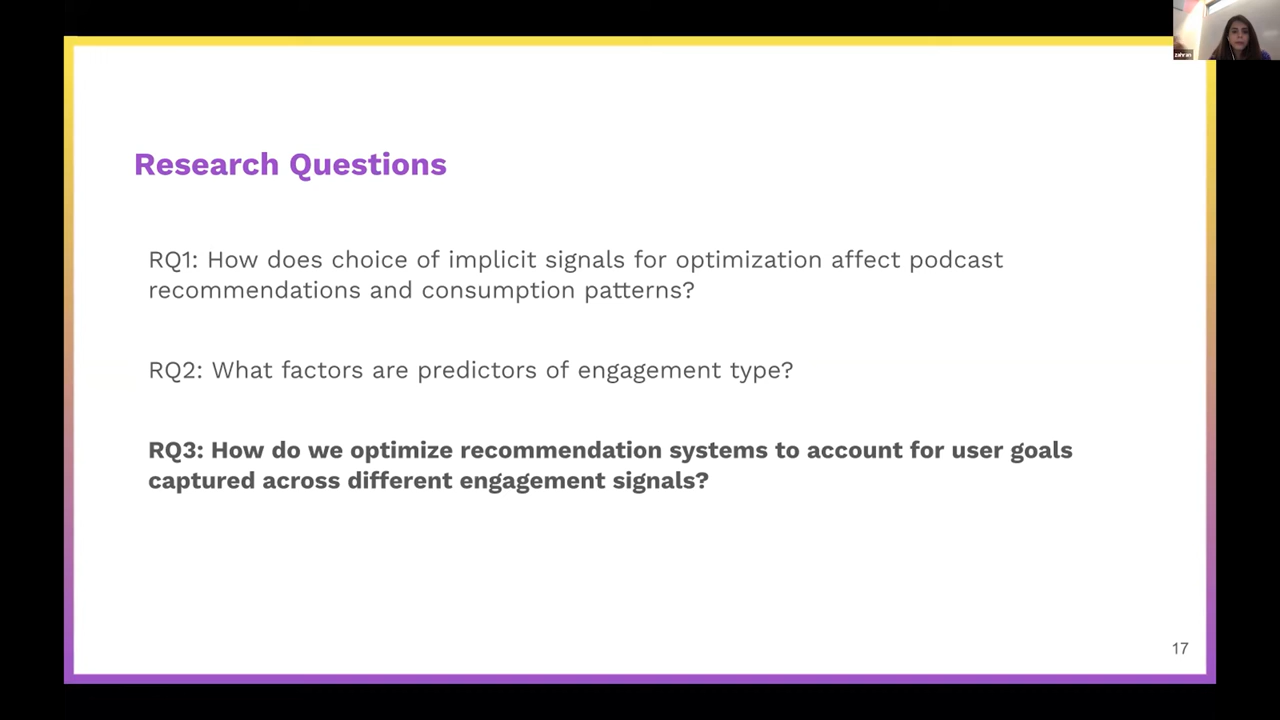 zahran
Research Questions
RQ1: How does choice of implicit signals for optimization affect podcast
recommendations and consumption patterns?
RQ2: What factors are predictors of engagement type?
RQ3: How do we optimize recommendation systems to account for user goals
captured across different engagement signals?
17